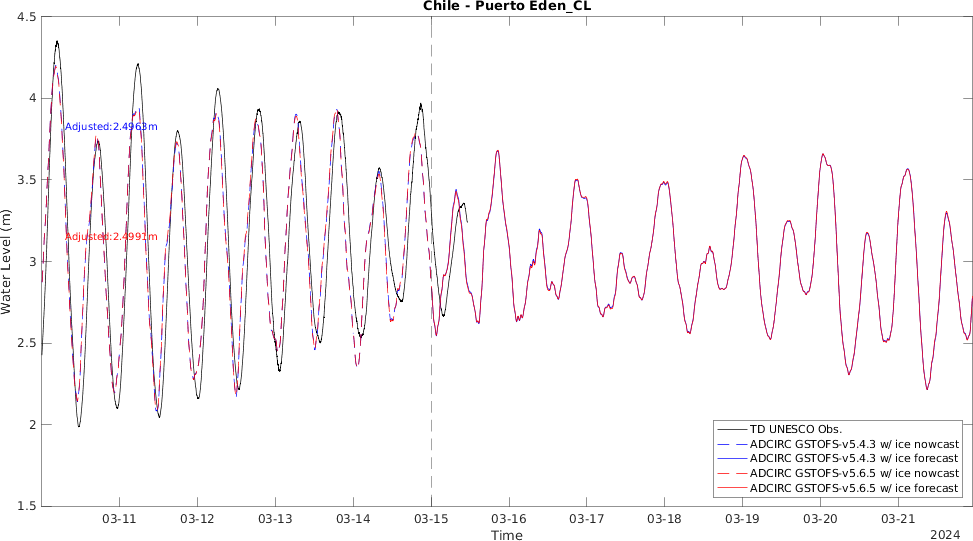 Chile - Puerto Eden_CL
4.5
4
3.5
3
2.5
2
1.5
Water Level (m)
Adjusted:2.4963m
Adjusted:2.4991m
TD UNESCO Obs.
ADCIRC GSTOFS-v5.4.3 w/ ice nowcast
ADCIRC GSTOFS-v5.4.3 w/ ice forecast
ADCIRC GSTOFS-v5.6.5 w/ ice nowcast
ADCIRC GSTOFS-v5.6.5 w/ ice forecast
03-11 03-12 03-13 03-14 03-15 03-16 03-17 03-18 03-19 03-20 03-21
Time
2024